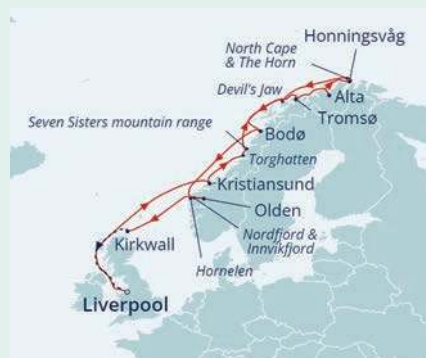 Honningsvåg
North Cape
& The Horn
Devil's Jaw
Alta
Tromsø
Seven Sisters mountain range
Bodø
Torghatten
Kristiansund
Olden
Kirkwall
Nordfjord &
Innvikfjord
Hornelen
Liverpool